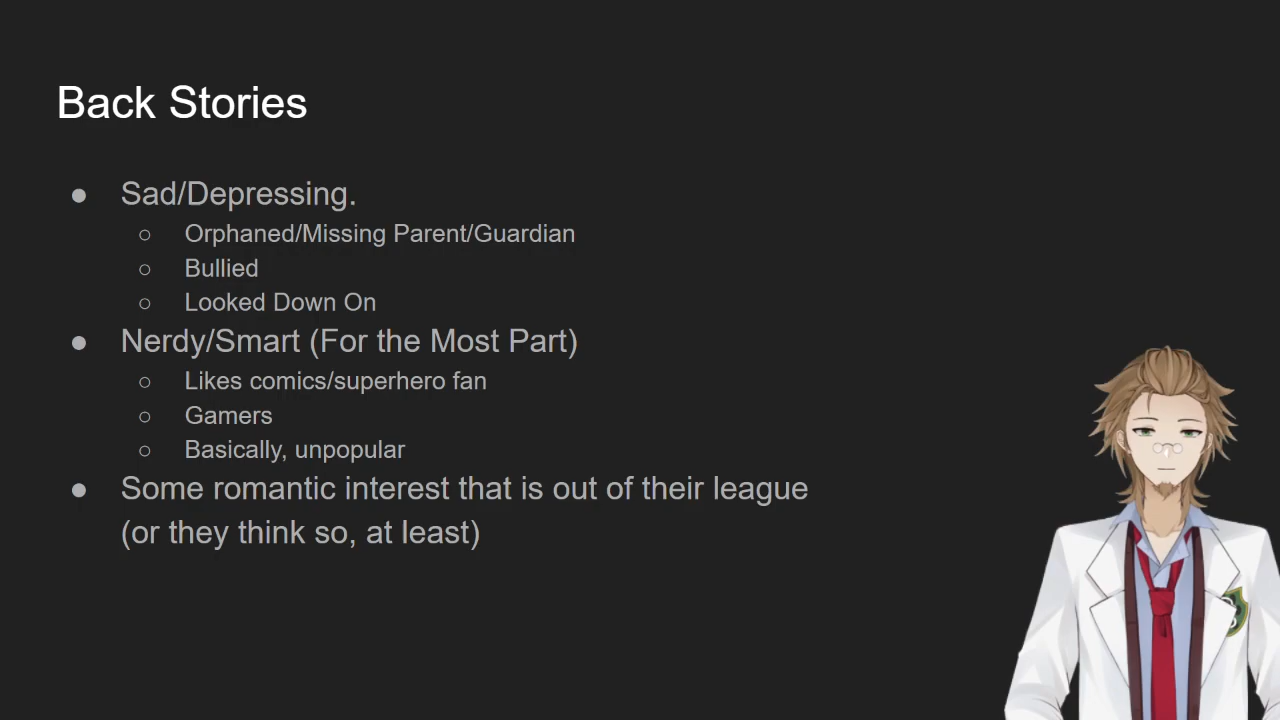 Back Stories
● Sad/Depressing.
○ Orphaned/Missing Parent/Guardian
○ Bullied
○ Looked Down On
● Nerdy/Smart (For the Most Part)
○ Likes comics/superhero fan
○ Gamers
○ Basically, unpopular
● Some romantic interest that is out of their league
(or they think so, at least)